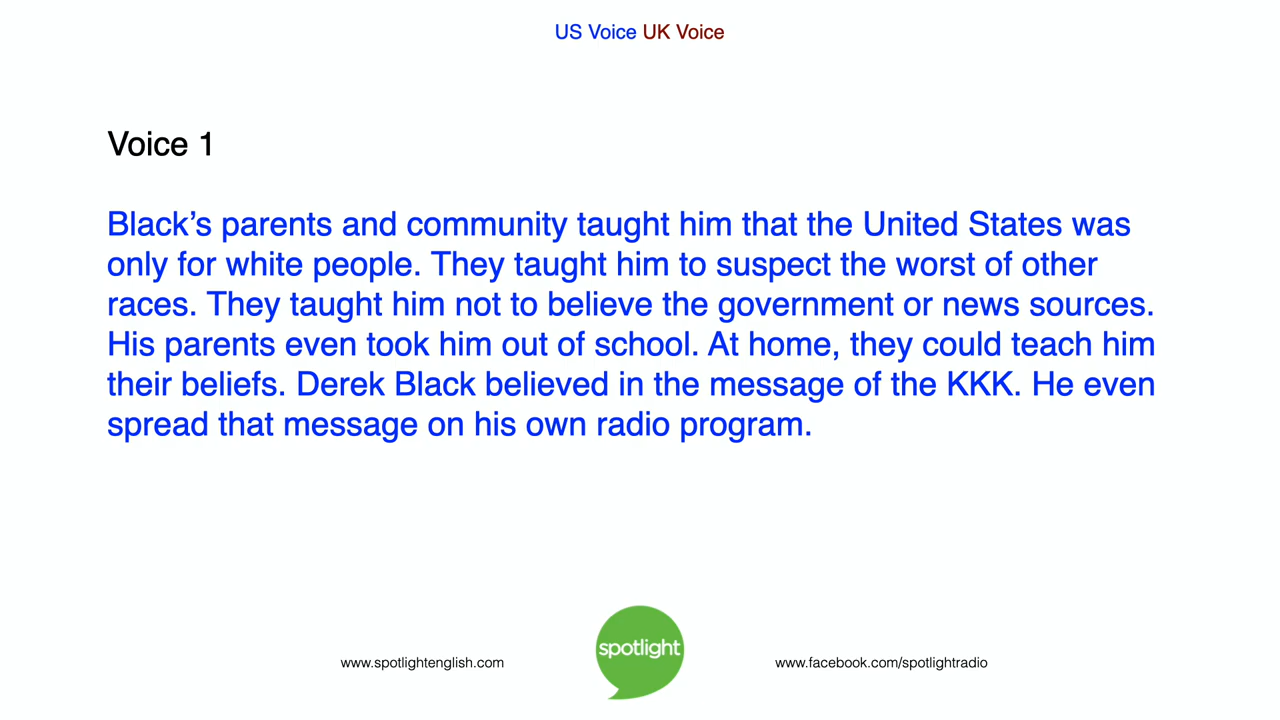 US Voice UK Voice
Voice 1
Black’s parents and community taught him that the United States was
only for white people. They taught him to suspect the worst of other
races. They taught him not to believe the government or news sources.
His parents even took him out of school. At home, they could teach him
their beliefs. Derek Black believed in the message of the KKK. He even
spread that message on his own radio program.
www.spotlightenglish.com
spotlight
www.facebook.com/spotlightradio